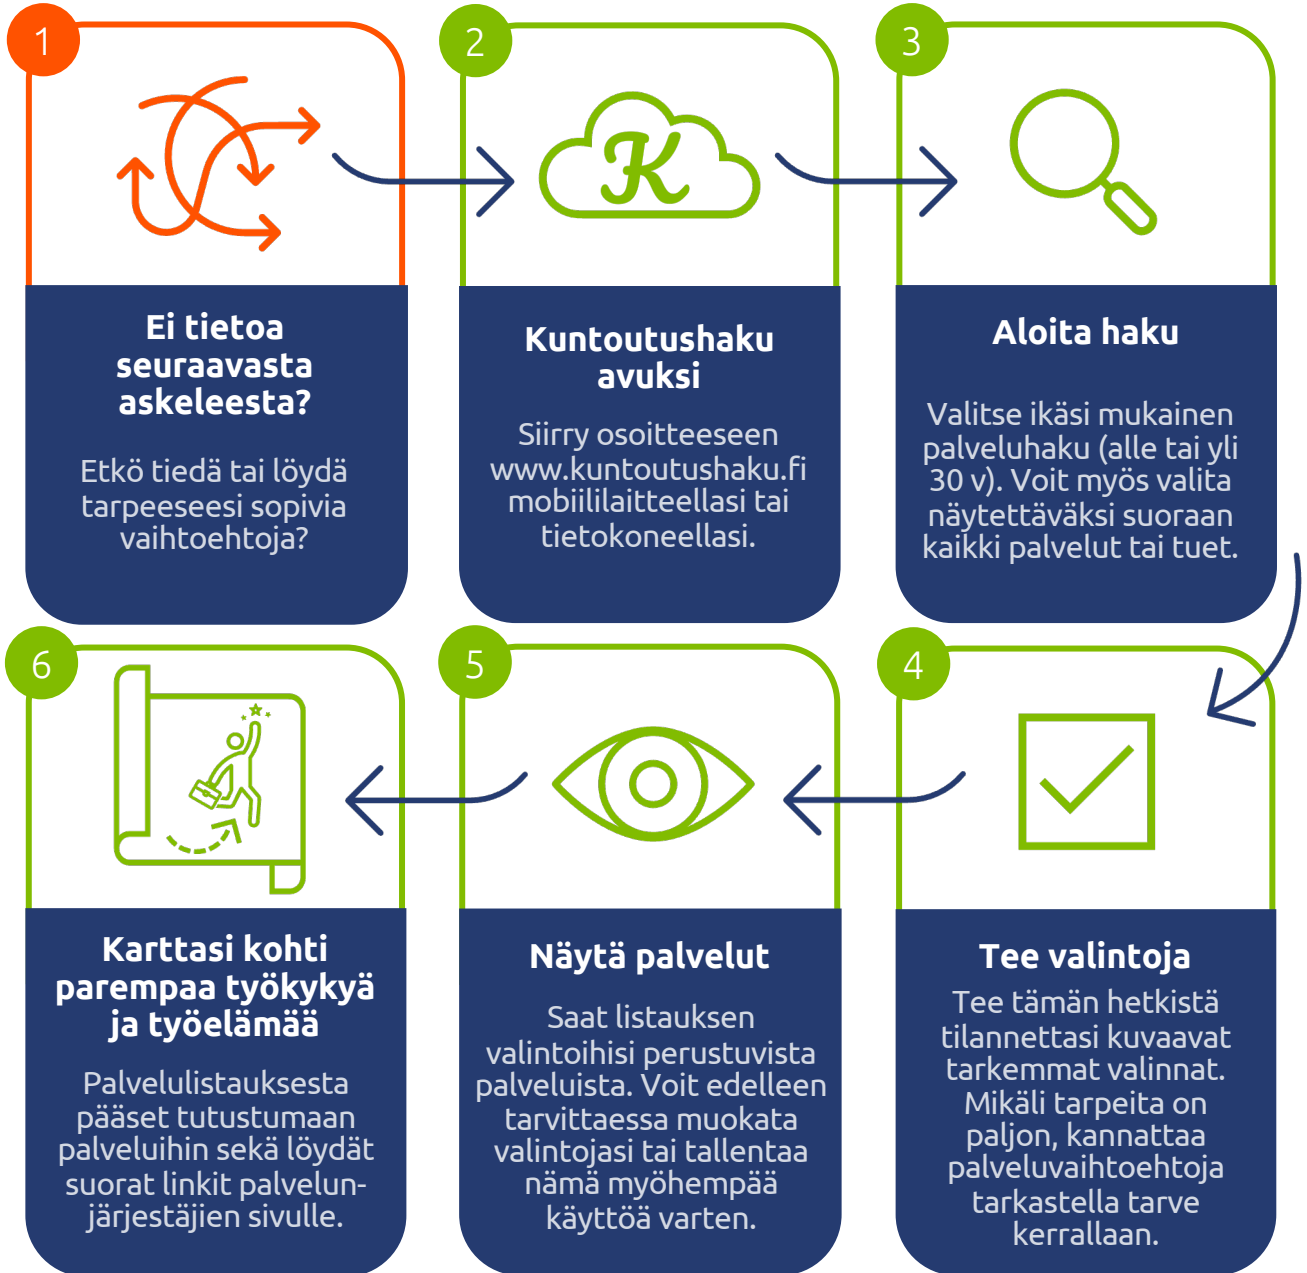 1
Ei tietoa
seuraavasta
askeleesta?
Etkö tiedä tai löydä
tarpeeseesi sopivia
vaihtoehtoja?
2
K
Kuntoutushaku
avuksi
Siirry osoitteeseen
www.kuntoutushaku.fi
mobiililaitteellasi tai
tietokoneellasi.
3
Aloita haku
Valitse ikäsi mukainen
palveluhaku (alle tai yli
30 v). Voit myös valita
näytettäväksi suoraan
kaikki palvelut tai tuet.
4
Tee valintoja
Tee tämän hetkistä
tilannettasi kuvaavat
tarkemmat valinnat.
Mikäli tarpeita on
paljon, kannattaa
palveluvaihtoehtoja
tarkastella tarve
kerrallaan.
5
Näytä palvelut
Saat listauksen
valintoihisi perustuvista
palveluista. Voit edelleen
tarvittaessa muokata
valintojasi tai tallentaa
nämä myöhempää
käyttöä varten.
6
Karttasi kohti
parempaa työkykyä
ja työelämää
Palvelulistauksesta
pääset tutustumaan
palveluihin sekä löydät
suorat linkit palvelun-
järjestäjien sivulle.